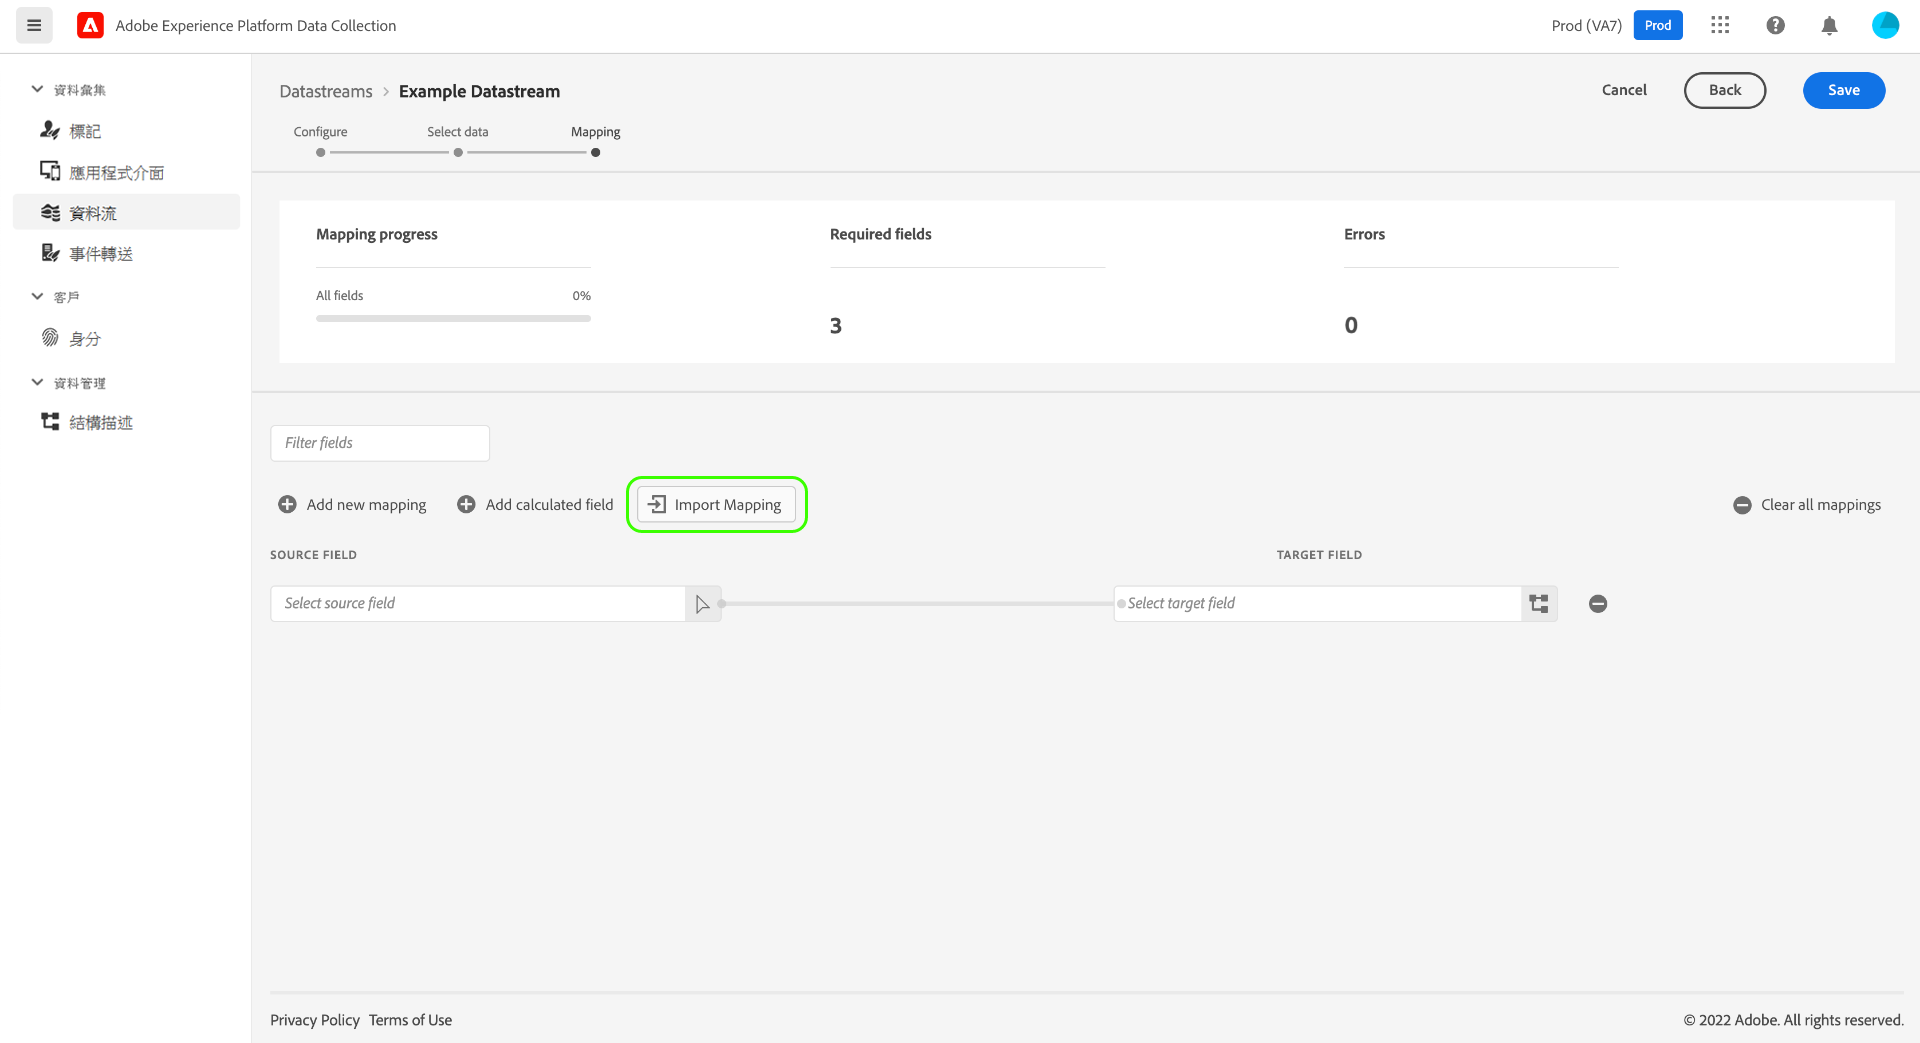 Adobe Experience Platform Data Collection
Prod (VA7)
Prod
資料彙集
標記
應用程式介面
資料流
事件轉送
客戶
身分
資料管理
結構描述
Datastreams > Example Datastream
Cancel
Back
Save
Configure
Select data
Mapping
Mapping progress
Required fields
Errors
All fields
0%
3
0
Filter fields
Add new mapping
Add calculated field
Import Mapping
Clear all mappings
SOURCE FIELD
TARGET FIELD
Select source field
Select target field
Privacy Policy
Terms of Use
© 2022 Adobe. All rights reserved.